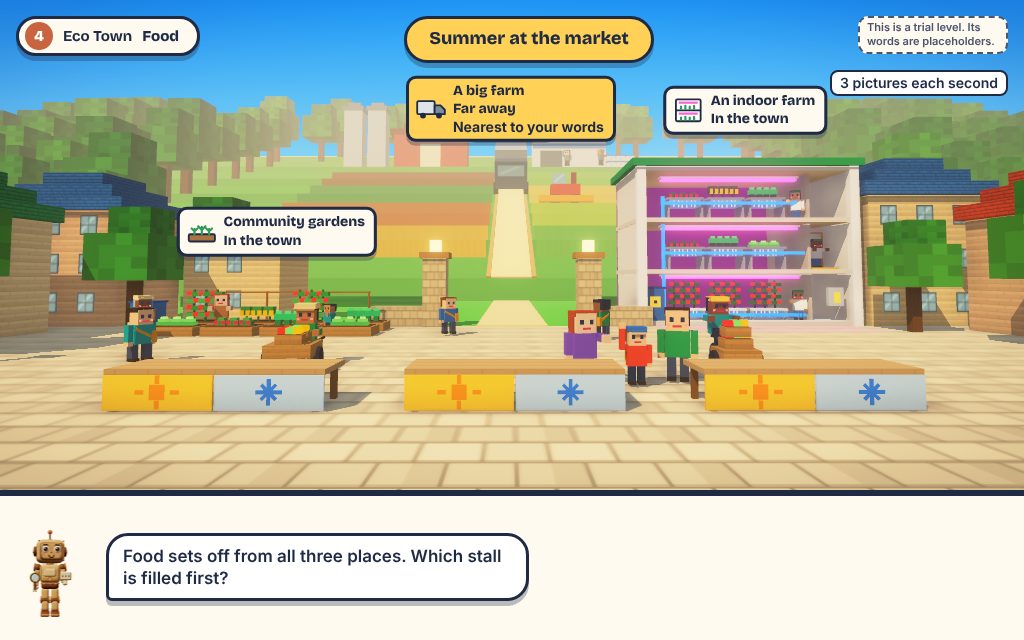 4 Eco Town Food
Summer at the market
This is a trial level. Its
words are placeholders.
3 pictures each second
A big farm
Far away
Nearest to your words
An indoor farm
In the town
Community gardens
In the town
Food sets off from all three places. Which stall
is filled first?